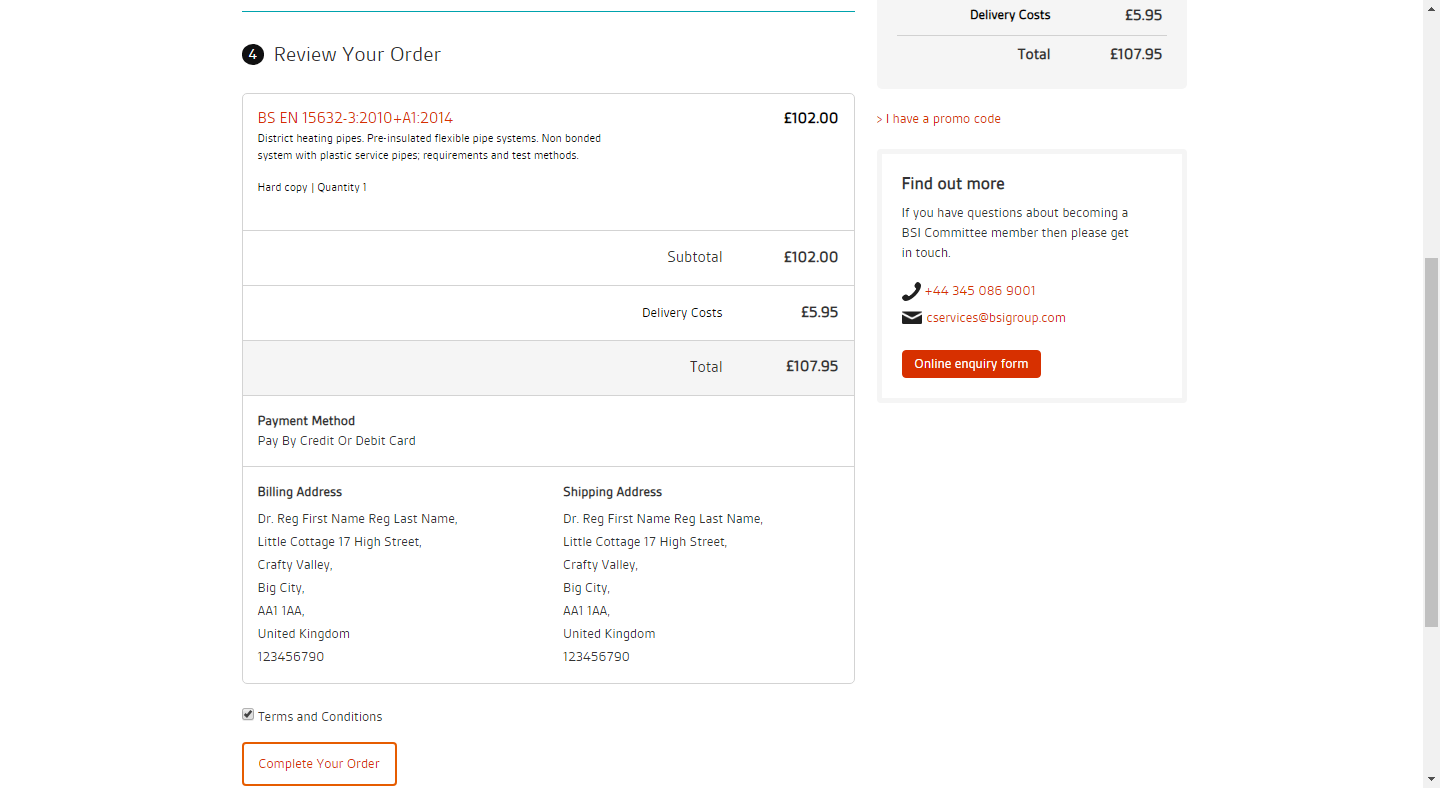 4 Review Your Order
BS EN 15632-3:2010+A1:2014 £102.00
District heating pipes. Pre-insulated flexible pipe systems. Non bonded
system with plastic service pipes; requirements and test methods.
Hard copy | Quantity 1
Subtotal £102.00
Delivery Costs £5.95
Total £107.95
Payment Method
Pay By Credit Or Debit Card
Billing Address
Dr. Reg First Name Reg Last Name,
Little Cottage 17 High Street,
Crafty Valley,
Big City,
AA1 1AA,
United Kingdom
123456790
Shipping Address
Dr. Reg First Name Reg Last Name,
Little Cottage 17 High Street,
Crafty Valley,
Big City,
AA1 1AA,
United Kingdom
123456790
Terms and Conditions
Complete Your Order
Delivery Costs £5.95
Total £107.95
> I have a promo code
Find out more
If you have questions about becoming a
BSI Committee member then please get
in touch.
+44 345 086 9001
cservices@bsigroup.com
Online enquiry form